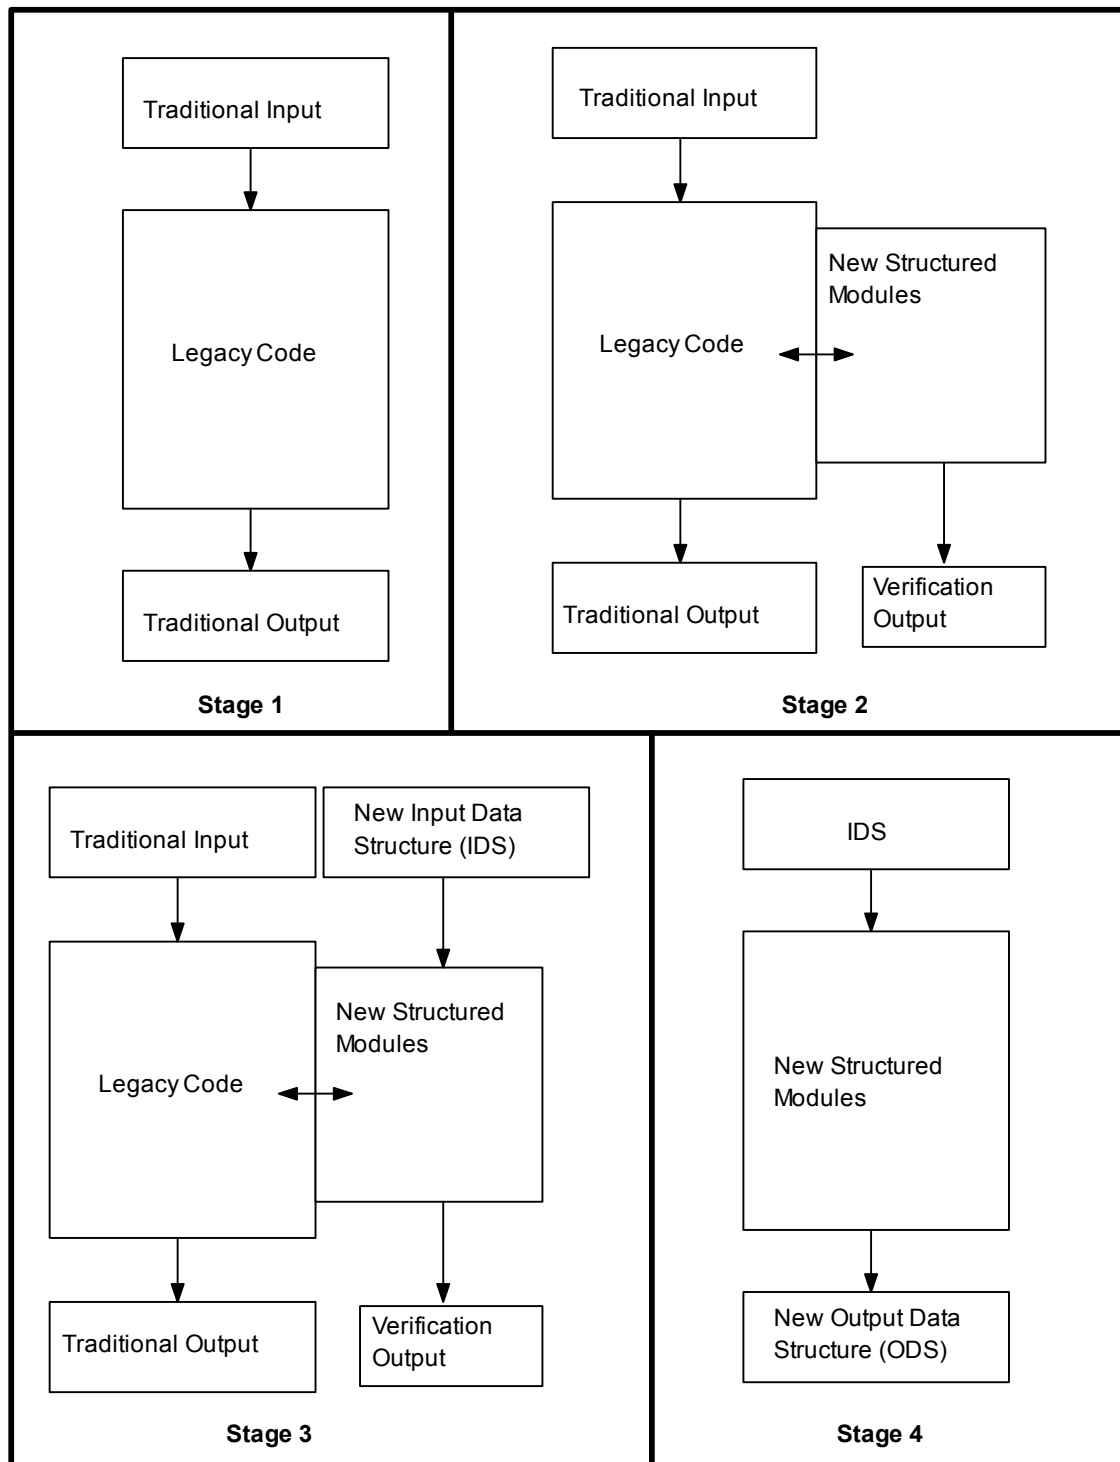 Traditional Input
Legacy Code
Traditional Output
Stage 1
Traditional Input
New Structured
Modules
Legacy Code
Traditional Output
Verification
Output
Stage 2
Traditional Input
New Input Data
Structure (IDS)
New Structured
Modules
Legacy Code
Traditional Output
Verification
Output
Stage 3
IDS
New Structured
Modules
New Output Data
Structure (ODS)
Stage 4